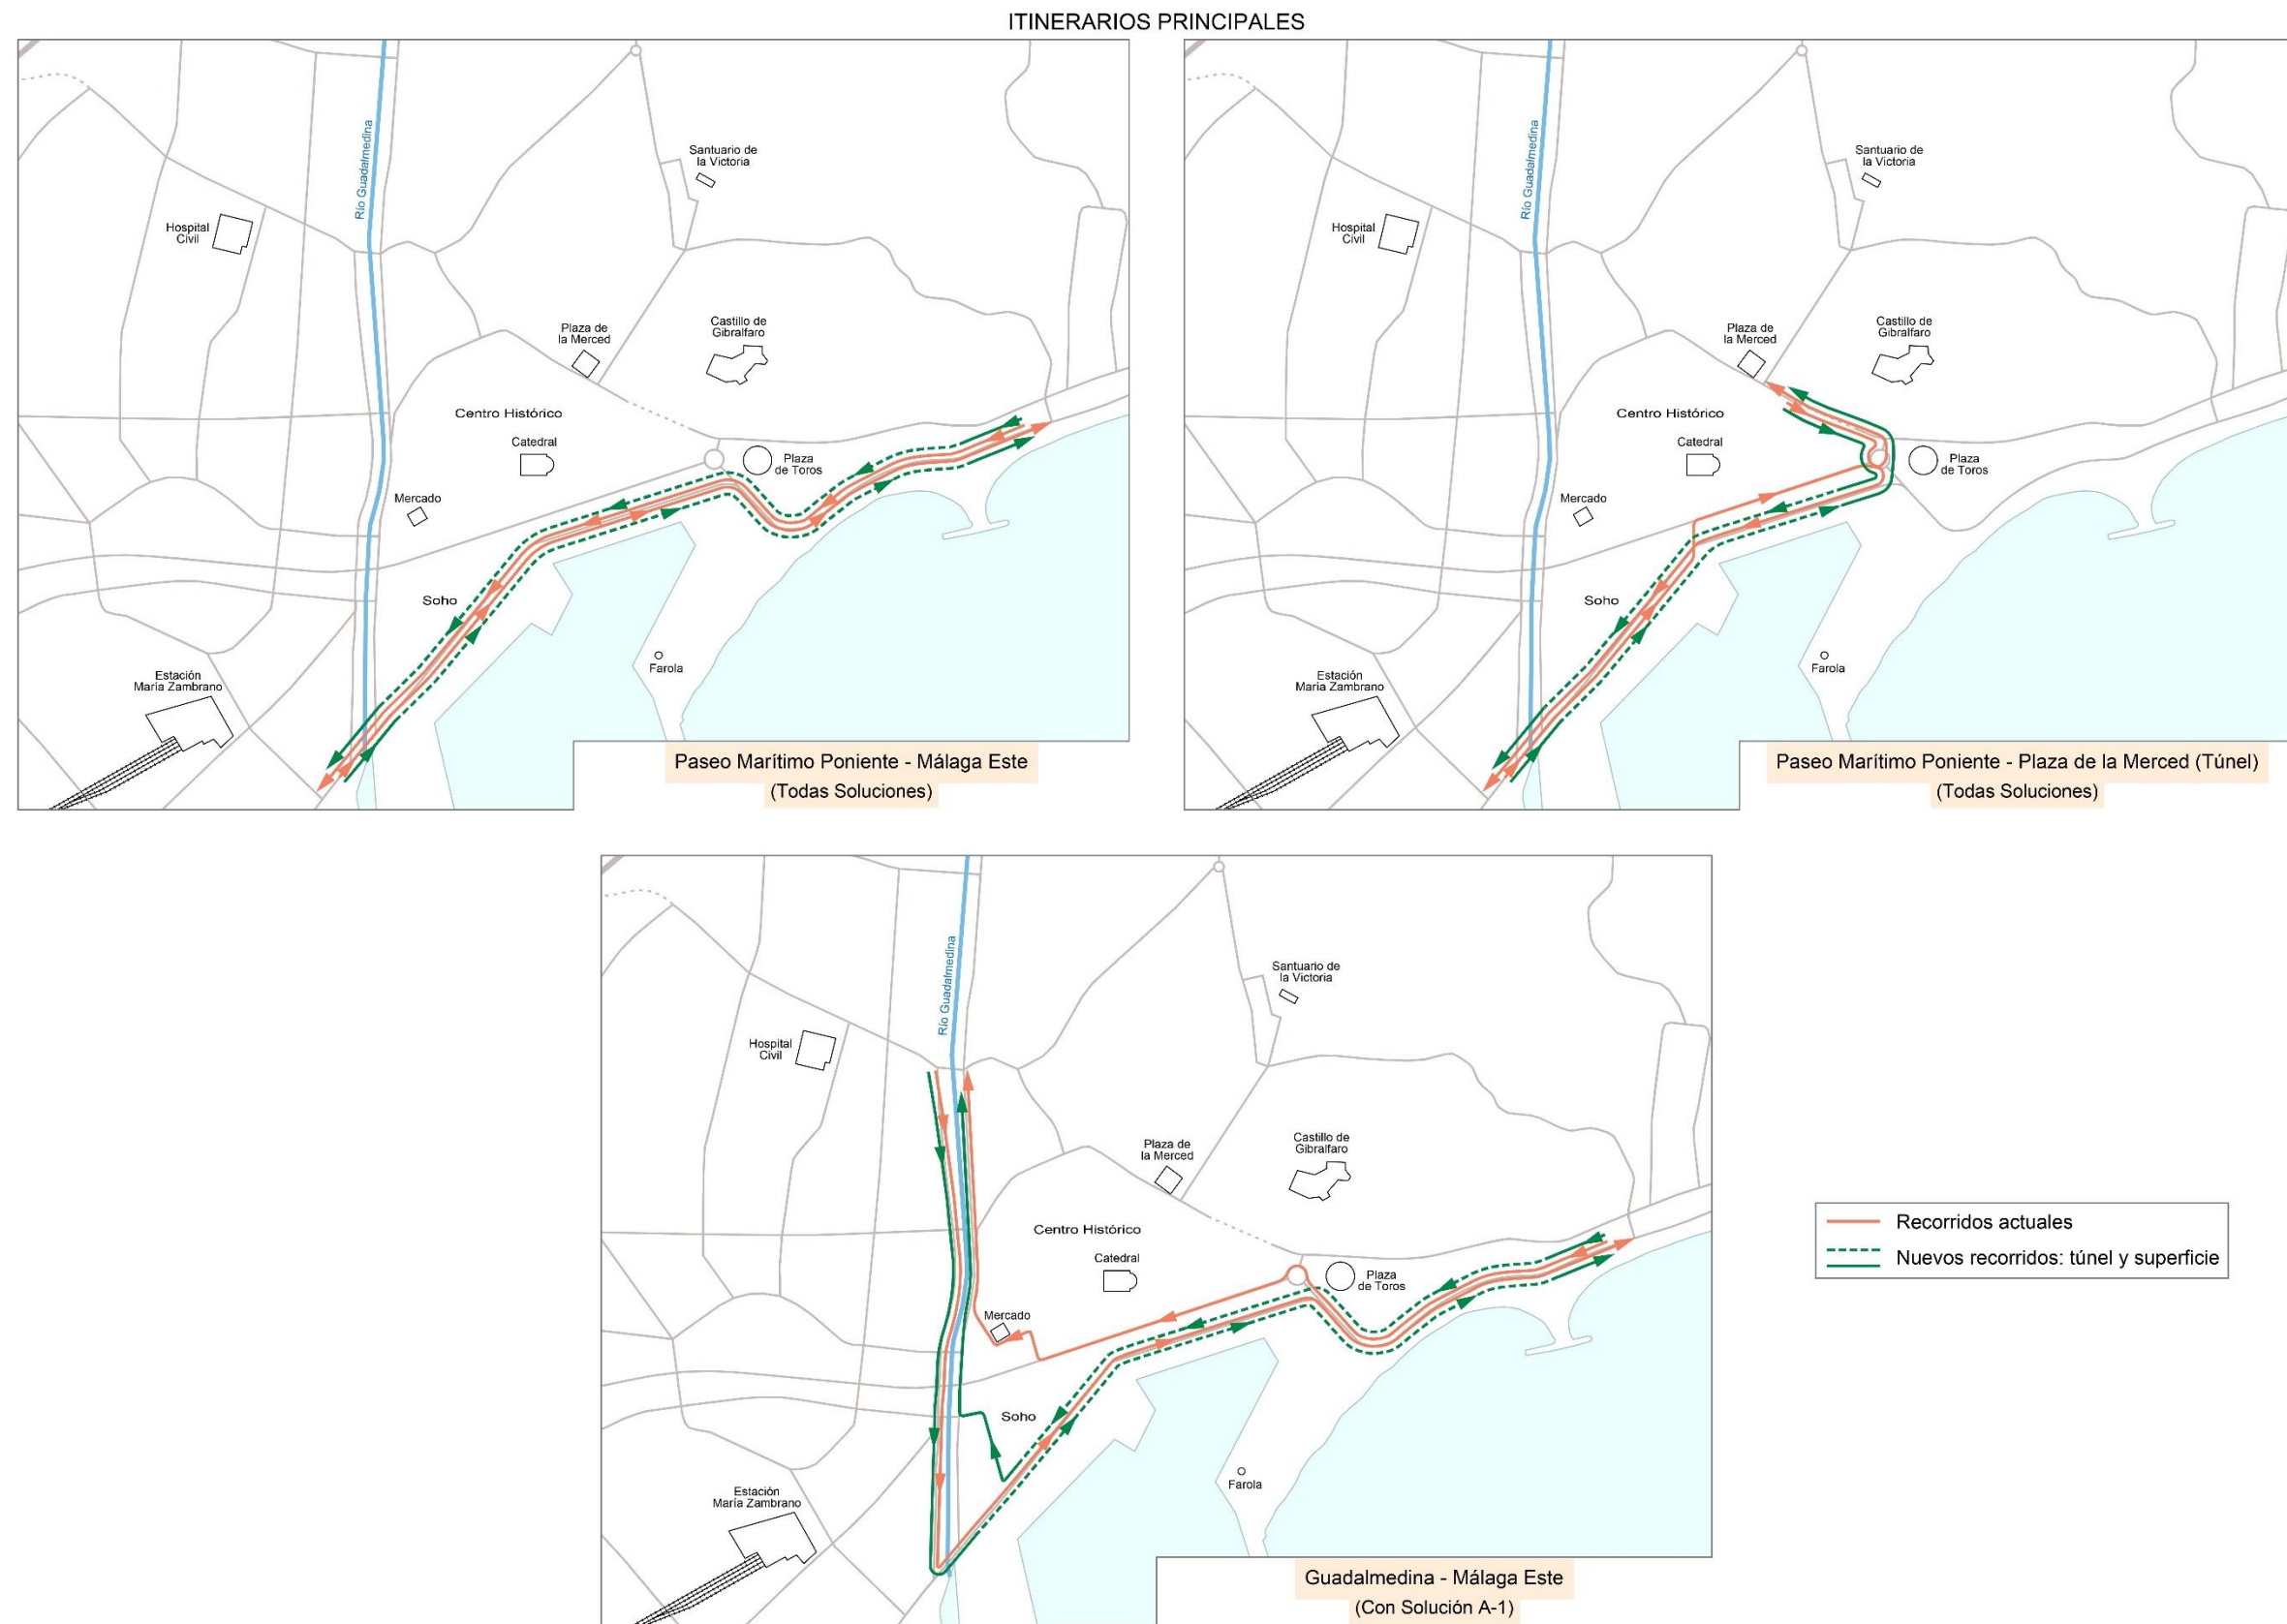 ITINERARIOS PRINCIPALES
Río Guadalmedina
Santuario de
la Victoria
Hospital
Civil
Plaza de
la Merced
Castillo de
Gibralfaro
Centro Histórico
Catedral
Plaza
de Toros
Mercado
Soho
Farola
Estación
María Zambrano
Paseo Marítimo Poniente - Málaga Este
(Todas Soluciones)
Río Guadalmedina
Santuario de
la Victoria
Hospital
Civil
Plaza de
la Merced
Castillo de
Gibralfaro
Centro Histórico
Catedral
Plaza
de Toros
Mercado
Soho
Farola
Estación
María Zambrano
Paseo Marítimo Poniente - Plaza de la Merced (Túnel)
(Todas Soluciones)
Río Guadalmedina
Santuario de
la Victoria
Hospital
Civil
Plaza de
la Merced
Castillo de
Gibralfaro
Centro Histórico
Catedral
Plaza
de Toros
Mercado
Soho
Farola
Estación
María Zambrano
Guadalmedina - Málaga Este
(Con Solución A-1)
Recorridos actuales
Nuevos recorridos: túnel y superficie